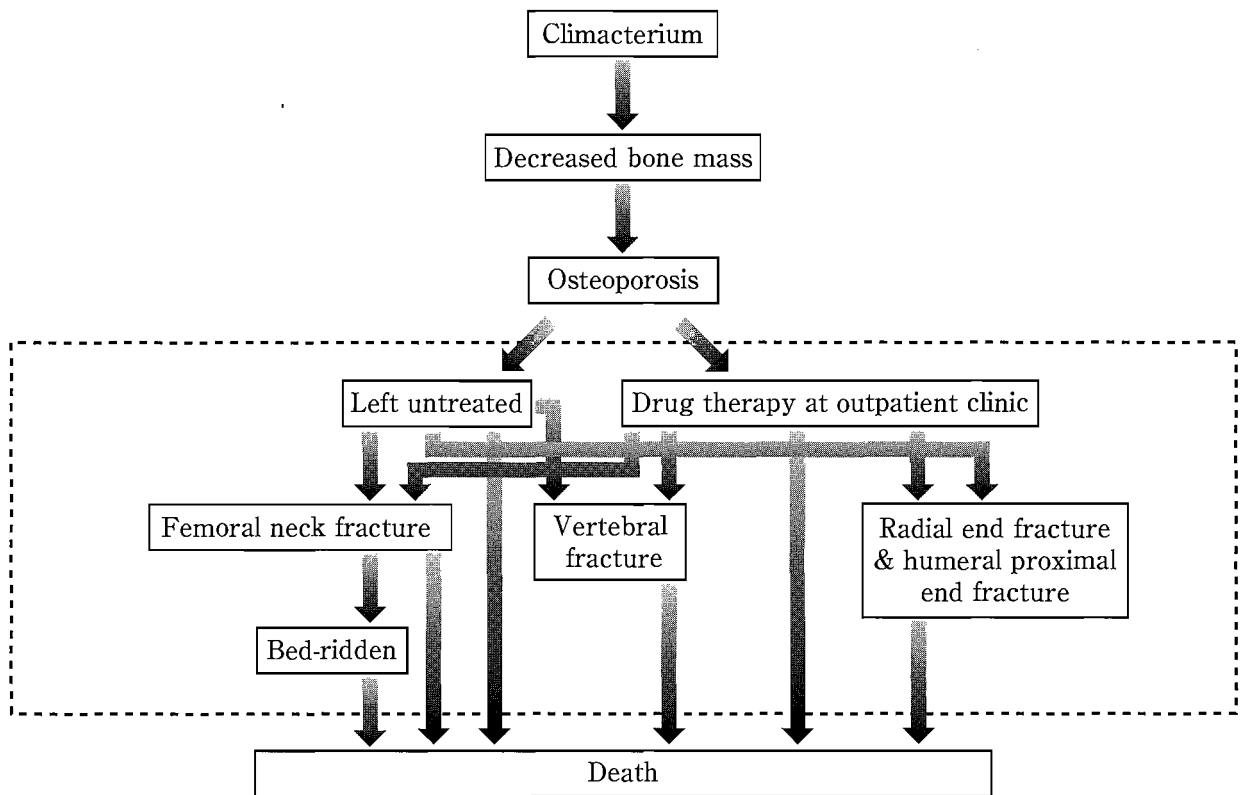 Climacterium
Decreased bone mass
Osteoporosis
Left untreated
Drug therapy at outpatient clinic
Femoral neck fracture
Vertebral
fracture
Radial end fracture
& humeral proximal
end fracture
Bed-ridden
Death